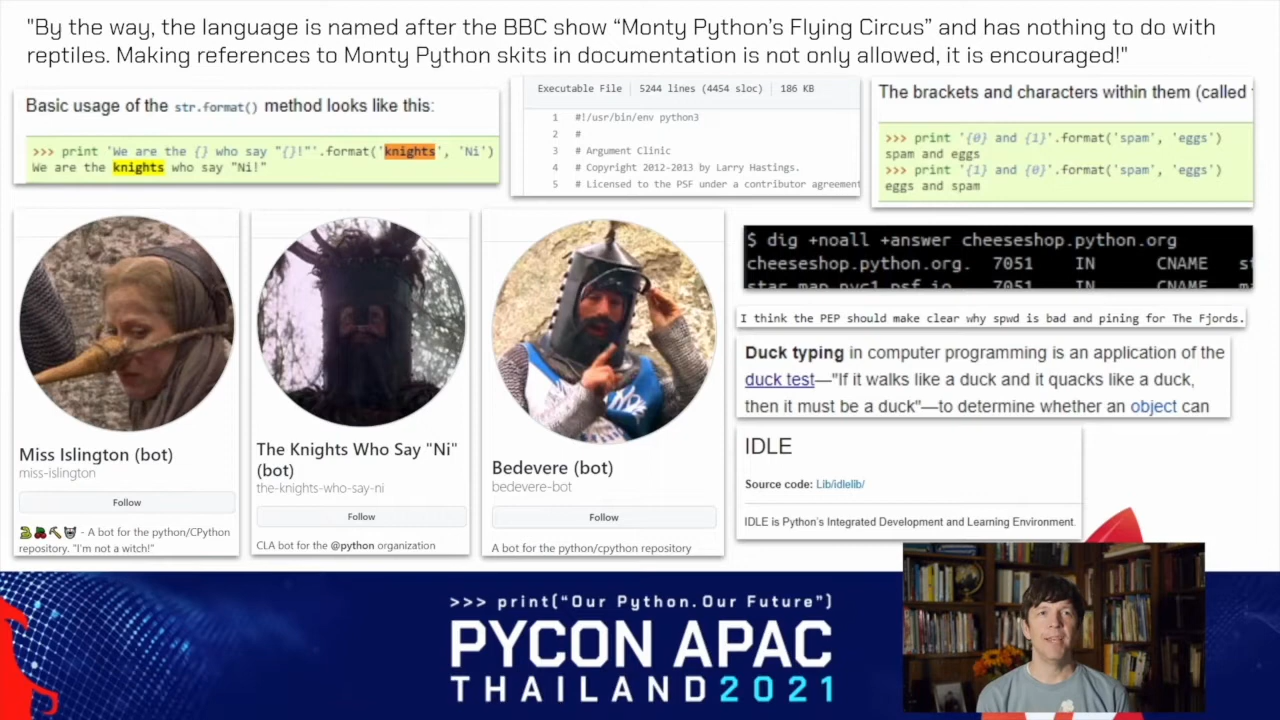 "By the way, the language is named after the BBC show “Monty Python’s Flying Circus” and has nothing to do with
reptiles. Making references to Monty Python skits in documentation is not only allowed, it is encouraged!"
Basic usage of the str.format() method looks like this:
>>> print 'We are the {} who say "{}!"'.format('knights', 'Ni')
We are the knights who say "Ni!"
Executable File | 5244 lines (4454 sloc) | 186 KB
1 #!/usr/bin/env python3
2 #
3 # Argument Clinic
4 # Copyright 2012-2013 by Larry Hastings.
5 # Licensed to the PSF under a contributor agreement
The brackets and characters within them (called
>>> print '{0} and {1}'.format('spam', 'eggs')
spam and eggs
>>> print '{1} and {0}'.format('spam', 'eggs')
eggs and spam
Miss Islington (bot)
miss-islington
Follow
- A bot for the python/CPython
repository. "I'm not a witch!"
The Knights Who Say "Ni"
(bot)
the-knights-who-say-ni
Follow
CLA bot for the @python organization
Bedevere (bot)
bedevere-bot
Follow
A bot for the python/cpython repository
$ dig +noall +answer cheeseshop.python.org
cheeseshop.python.org. 7051 IN CNAME
7051 IN CNAME
I think the PEP should make clear why spwd is bad and pining for The Fjords.
Duck typing in computer programming is an application of the
duck test—"If it walks like a duck and it quacks like a duck,
then it must be a duck"—to determine whether an object can
IDLE
Source code: Lib/idlelib/
IDLE is Python's Integrated Development and Learning Environment.
>>> print(“Our Python.Our Future”)
PYCON APAC
THAILAND 2021